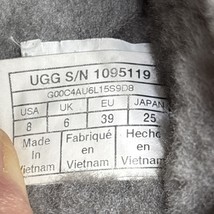 UGG S/N 1095119
G00C4AU6L15S9D8
USA UK EU JAPAN
8 6 39 25
Made in Fabriqué en Hecho en
Vietnam Vietnam Vietnam